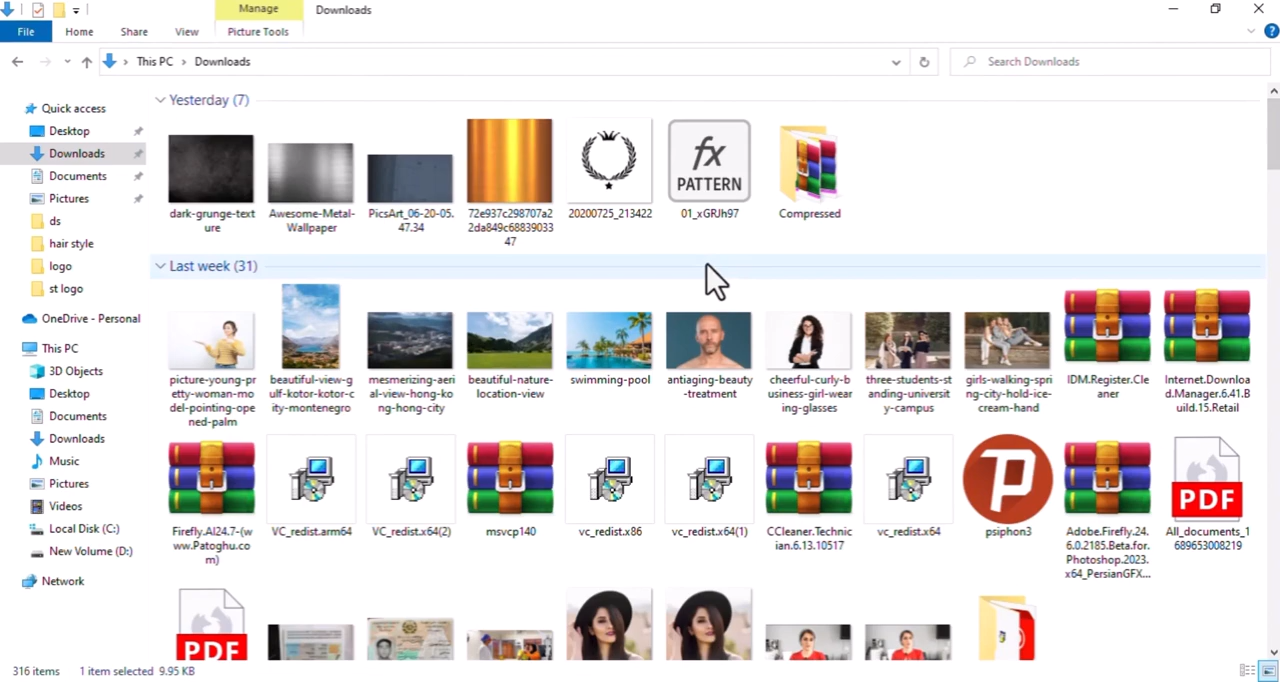 Manage
Downloads
File
Home
Share
View
Picture Tools
?
This PC
Downloads
Search Downloads
Quick access
Desktop
Downloads
Documents
Pictures
ds
hair style
logo
st logo
OneDrive - Personal
This PC
3D Objects
Desktop
Documents
Downloads
Music
Pictures
Videos
Local Disk (C:)
New Volume (D:)
Network
Yesterday (7)
fx
PATTERN
dark-grunge-text
ure
Awesome-Metal-
Wallpaper
PicsArt_06-20-05.
47.34
72e937c298707a2
2da849c68839033
47
20200725_213422
01_xGRJh97
Compressed
Last week (31)
picture-young-pr
etty-woman-mo
del-pointing-ope
ned-palm
beautiful-view-g
ulf-kotor-kotor-c
ity-montenegro
mesmerizing-aeri
al-view-hong-ko
ng-hong-city
beautiful-nature-
location-view
swimming-pool
antiaging-beauty
-treatment
cheerful-curly-b
usiness-girl-wear
ing-glasses
three-students-st
anding-universit
y-campus
girls-walking-spri
ng-city-hold-ice-
cream-hand
IDM.Register.Cle
aner
Internet.Downloa
d.Manager.6.41.B
uild.15.Retail
PDF
Firefly.AI24.7-(w
ww.Patoghu.co
m)
VC_redist.arm64
VC_redist.x64(2)
msvcp140
vc_redist.x86
vc_redist.x64(1)
CCleaner.Technic
ian.6.13.10517
vc_redist.x64
psiphon3
Adobe.Firefly.24.
6.0.2185.Beta.for.
Photoshop.2023.
x64_PersianGFX...
All_documents_1
689653008219
PDF
316 items
1 item selected 9.95 KB